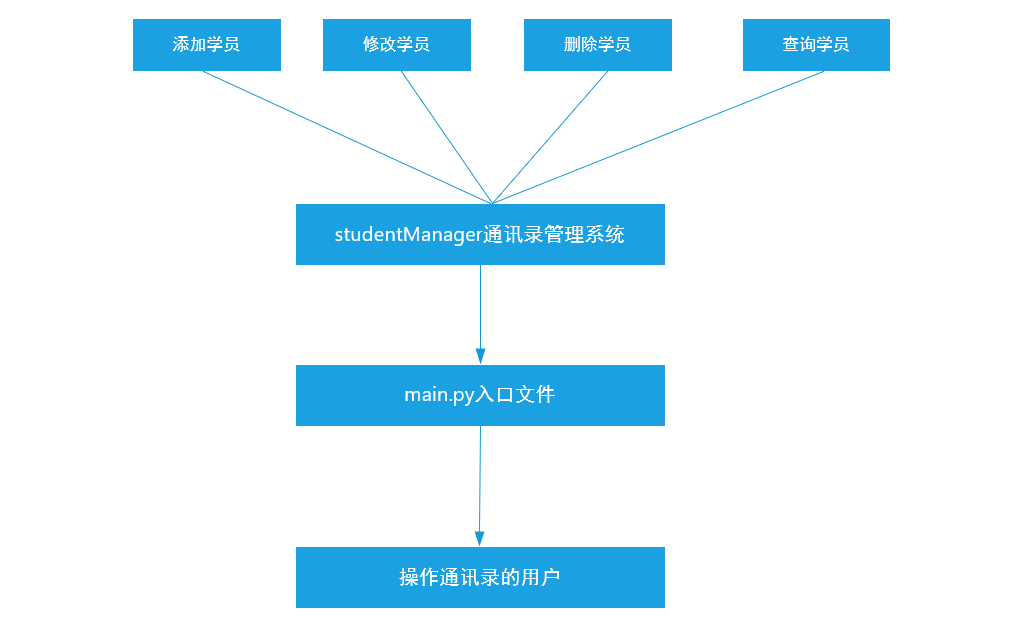 添加学员
修改学员
删除学员
查询学员
studentManager通讯录管理系统
main.py入口文件
操作通讯录的用户